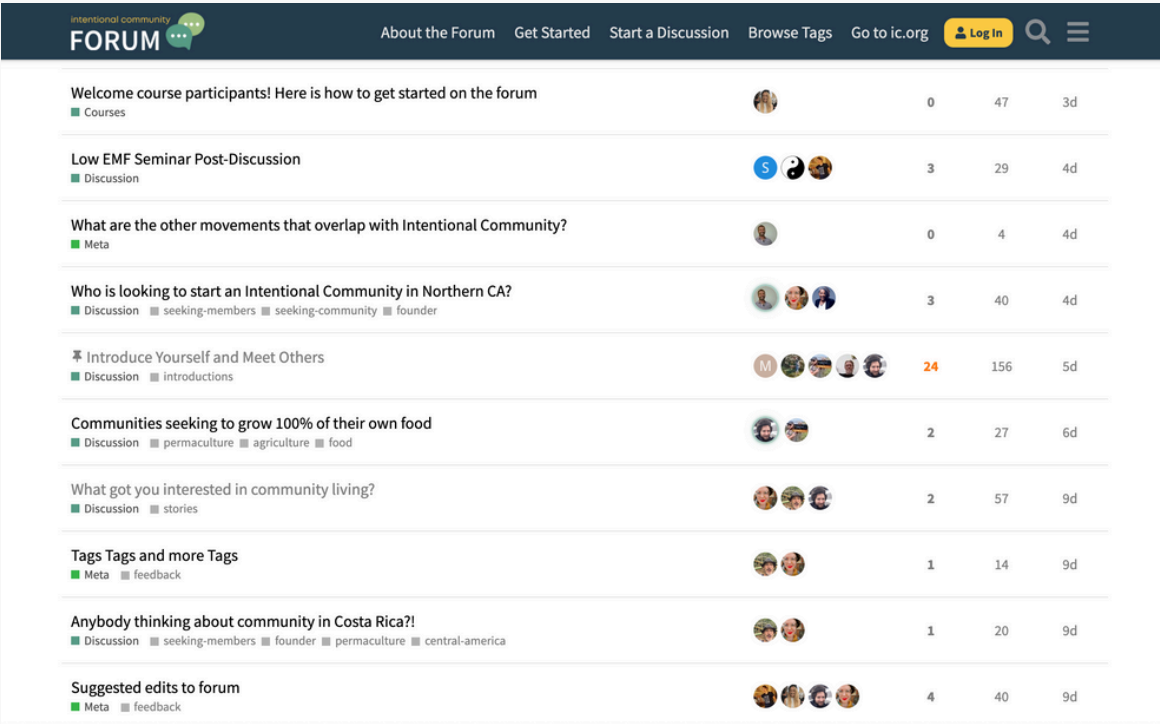 intentional community
FORUM
About the Forum Get Started Start a Discussion Browse Tags Go to ic.org Log In
Welcome course participants! Here is how to get started on the forum
Courses
0 47 3d
Low EMF Seminar Post-Discussion
Discussion
S 3 29 4d
What are the other movements that overlap with Intentional Community?
Meta
0 4 4d
Who is looking to start an Intentional Community in Northern CA?
Discussion seeking-members seeking-community founder
3 40 4d
Introduce Yourself and Meet Others
Discussion introductions
M 24 156 5d
Communities seeking to grow 100% of their own food
Discussion permaculture agriculture food
2 27 6d
What got you interested in community living?
Discussion stories
2 57 9d
Tags Tags and more Tags
Meta feedback
1 14 9d
Anybody thinking about community in Costa Rica?!
Discussion seeking-members founder permaculture central-america
1 20 9d
Suggested edits to forum
Meta feedback
4 40 9d